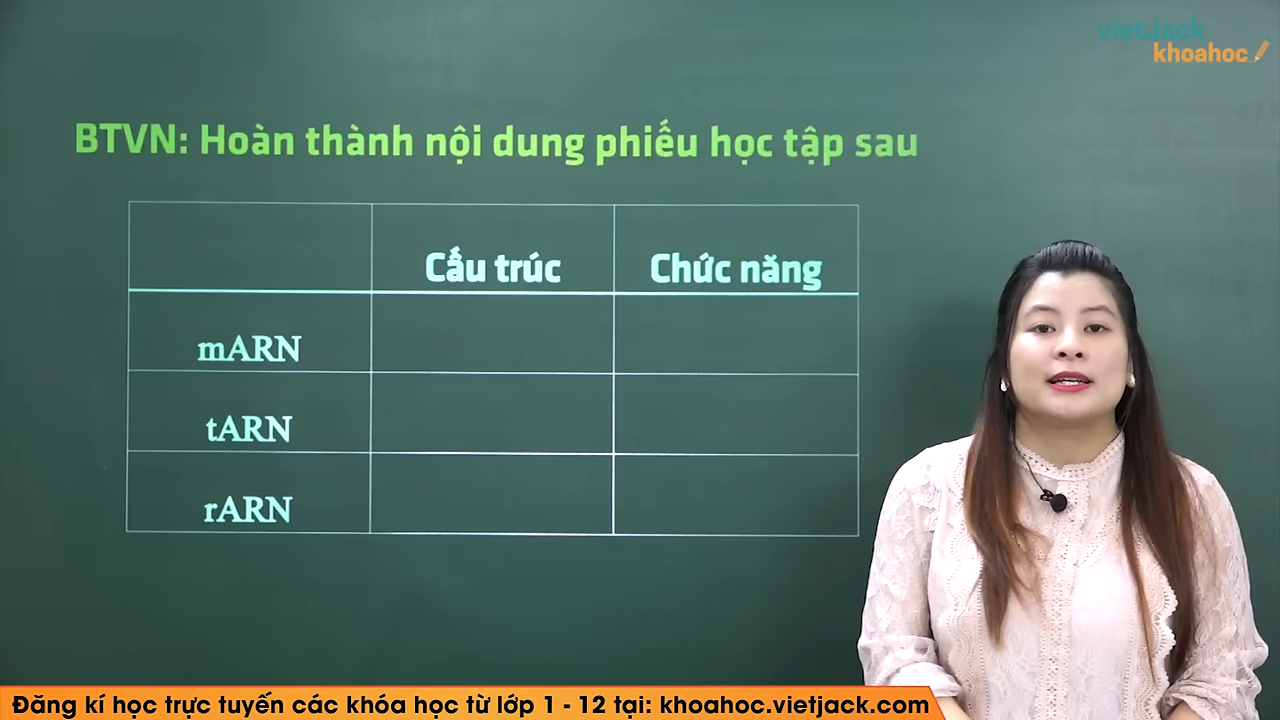 vietJack
khoahoc
BTVN: Hoàn thành nội dung phiếu học tập sau
Cấu trúc
Chức năng
mARN
tARN
rARN
Đăng kí học trực tuyến các khóa học từ lớp 1 - 12 tại: khoahoc.vietjack.com